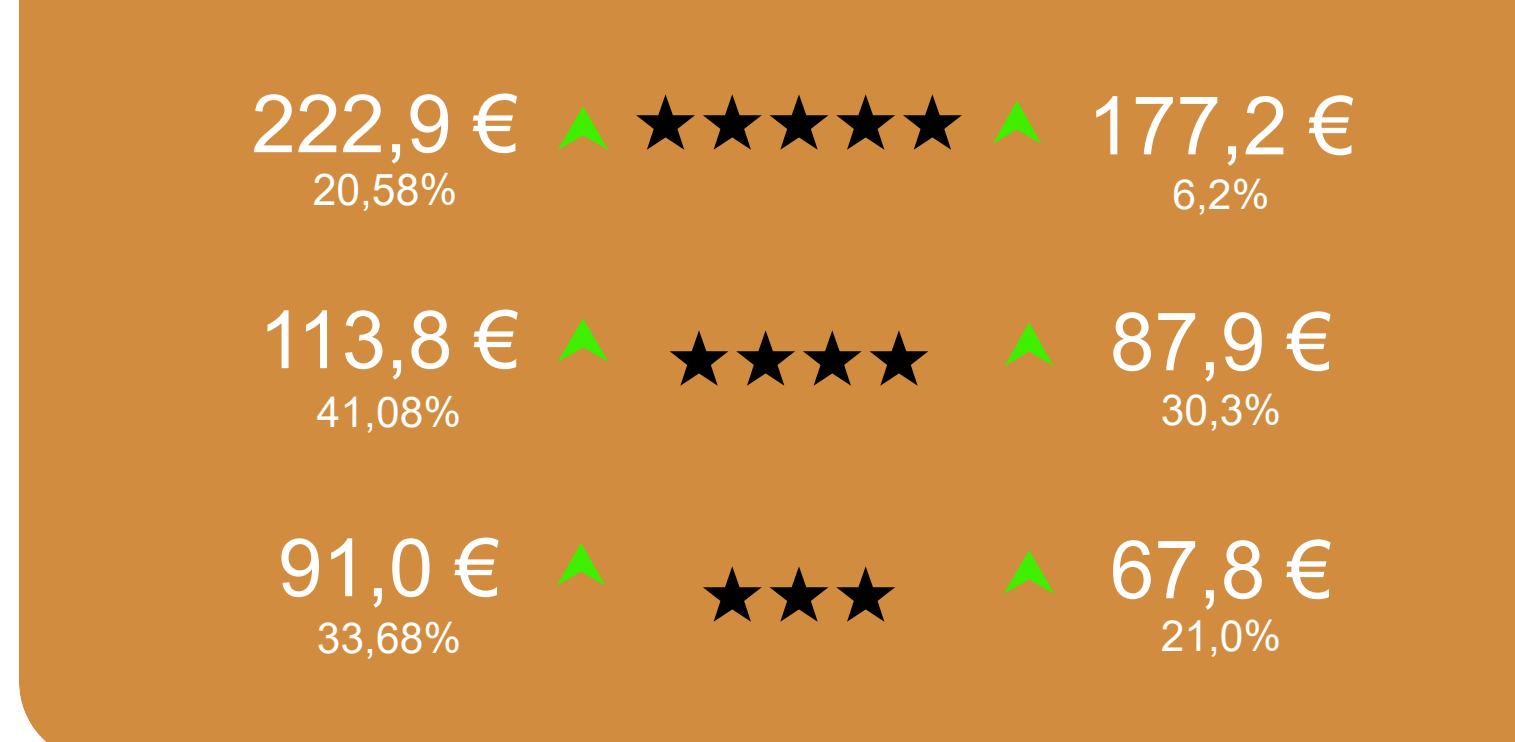 222,9 € 177,2 €
20,58% 6,2%
113,8 € 87,9 €
41,08% 30,3%
91,0 € 67,8 €
33,68% 21,0%